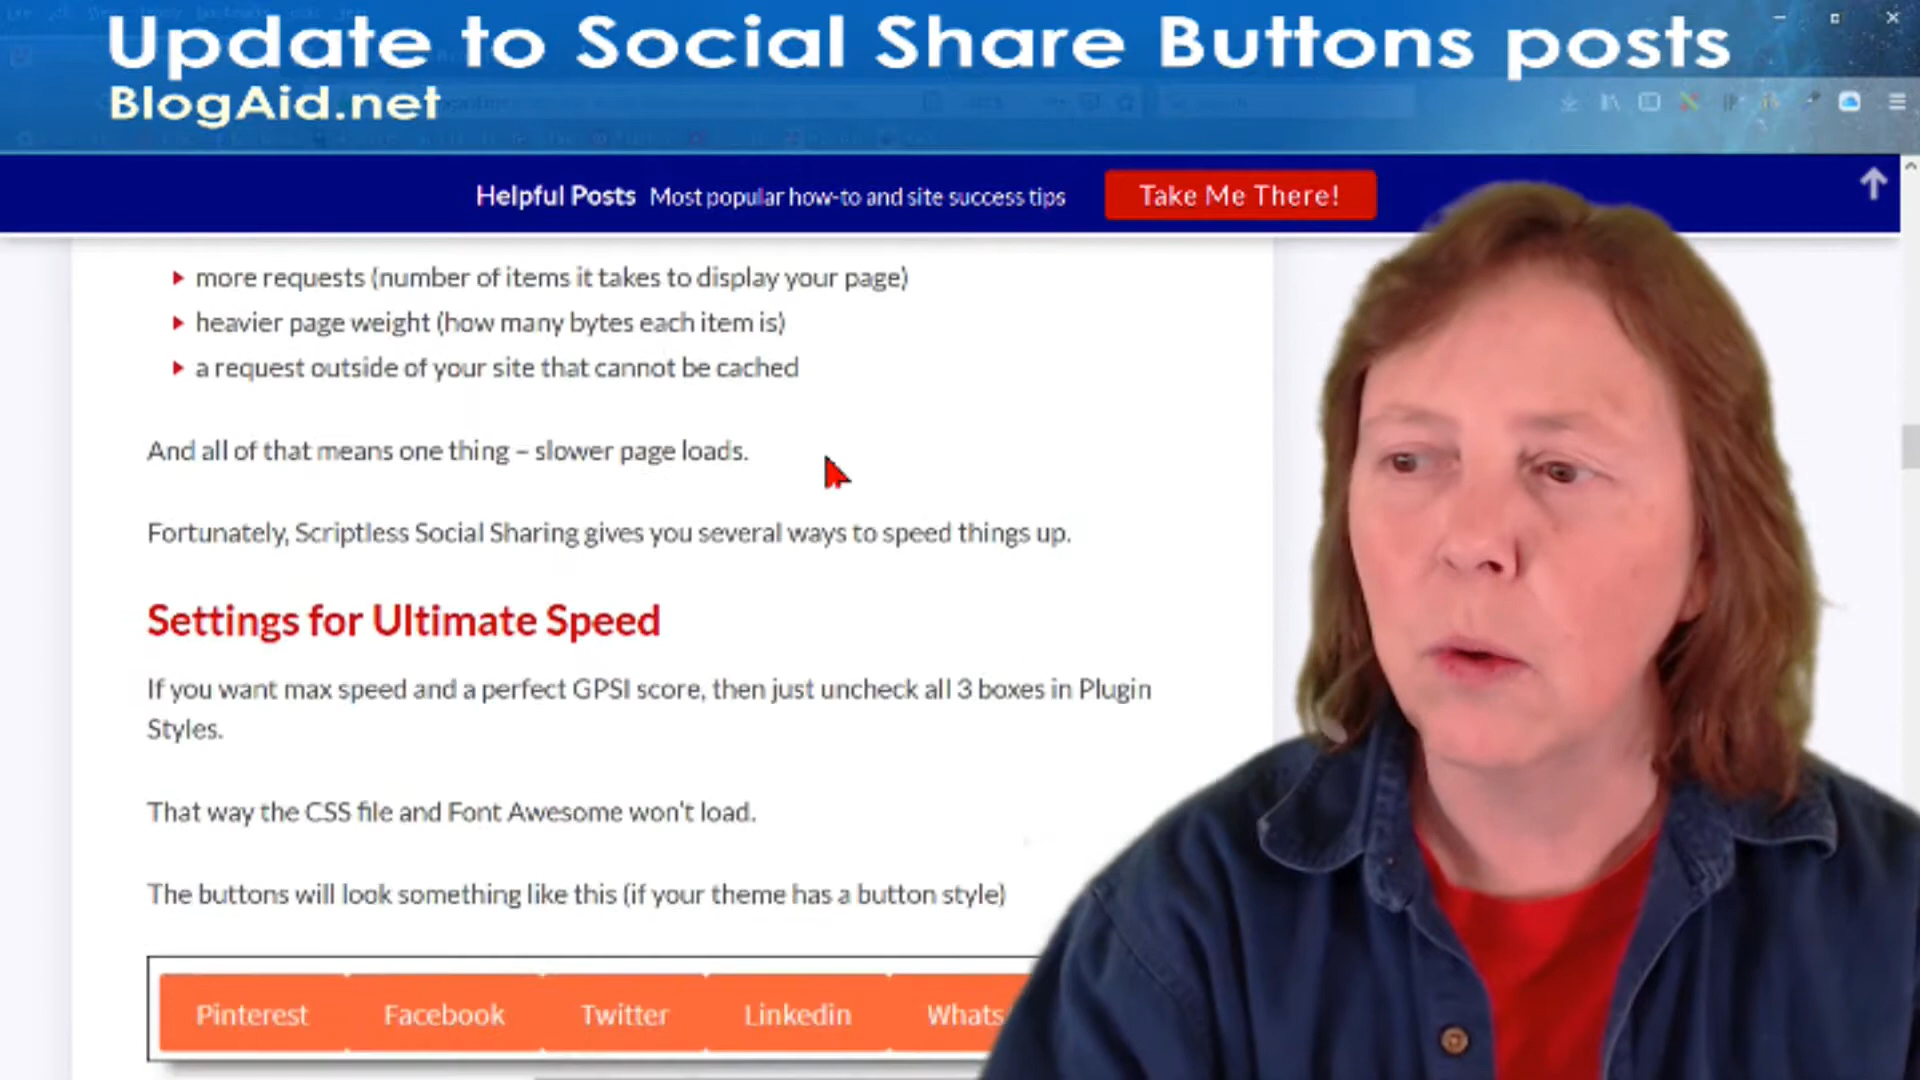 Update to Social Share Buttons posts
BlogAid.net
Helpful Posts Most popular how-to and site success tips Take Me There!
more requests (number of items it takes to display your page)
heavier page weight (how many bytes each item is)
a request outside of your site that cannot be cached
And all of that means one thing – slower page loads.
Fortunately, Scriptless Social Sharing gives you several ways to speed things up.
Settings for Ultimate Speed
If you want max speed and a perfect GPSI score, then just uncheck all 3 boxes in Plugin
Styles.
That way the CSS file and Font Awesome won't load.
The buttons will look something like this (if your theme has a button style)
Pinterest Facebook Twitter Linkedin Whats